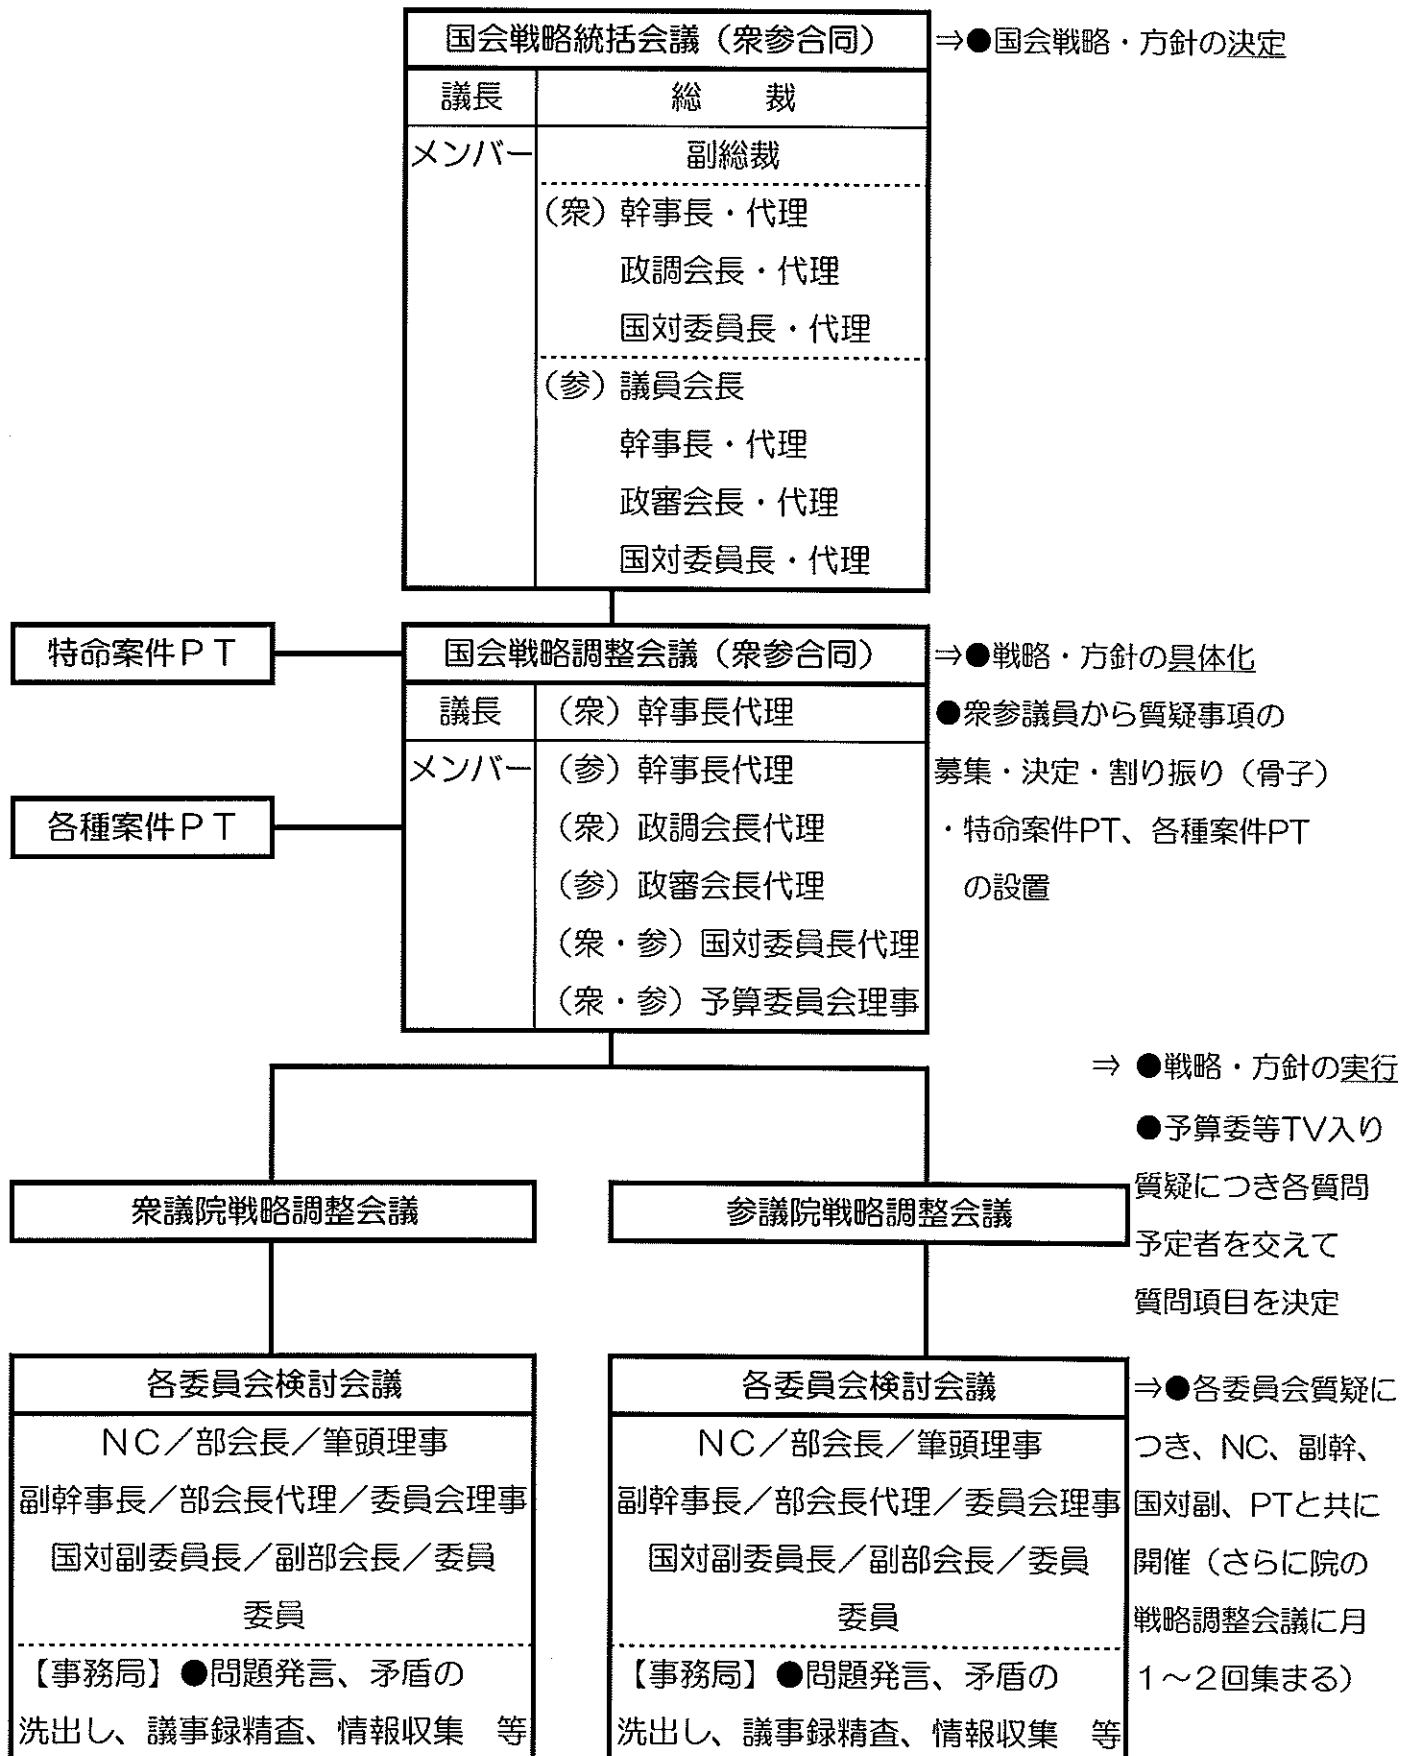 国会戦略統括会議（衆参合同）
⇒●国会戦略・方針の決定
議長
総　裁
メンバー
副総裁
（衆）幹事長・代理
政調会長・代理
国対委員長・代理
（参）議員会長
幹事長・代理
政審会長・代理
国対委員長・代理
特命案件ＰＴ
各種案件ＰＴ
国会戦略調整会議（衆参合同）
議長
（衆）幹事長代理
メンバー
（参）幹事長代理
（衆）政調会長代理
（参）政審会長代理
（衆・参）国対委員長代理
（衆・参）予算委員会理事
⇒●戦略・方針の具体化
●衆参議員から質疑事項の
募集・決定・割り振り（骨子）
・特命案件PT、各種案件PT
の設置
衆議院戦略調整会議
参議院戦略調整会議
⇒ ●戦略・方針の実行
●予算委等TV入り
質疑につき各質問
予定者を交えて
質問項目を決定
各委員会検討会議
ＮＣ／部会長／筆頭理事
副幹事長／部会長代理／委員会理事
国対副委員長／副部会長／委員
委員
【事務局】●問題発言、矛盾の
洗出し、議事録精査、情報収集　等
各委員会検討会議
ＮＣ／部会長／筆頭理事
副幹事長／部会長代理／委員会理事
国対副委員長／副部会長／委員
委員
【事務局】●問題発言、矛盾の
洗出し、議事録精査、情報収集　等
⇒●各委員会質疑に
つき、NC、副幹、
国対副、PTと共に
開催（さらに院の
戦略調整会議に月
１～２回集まる）